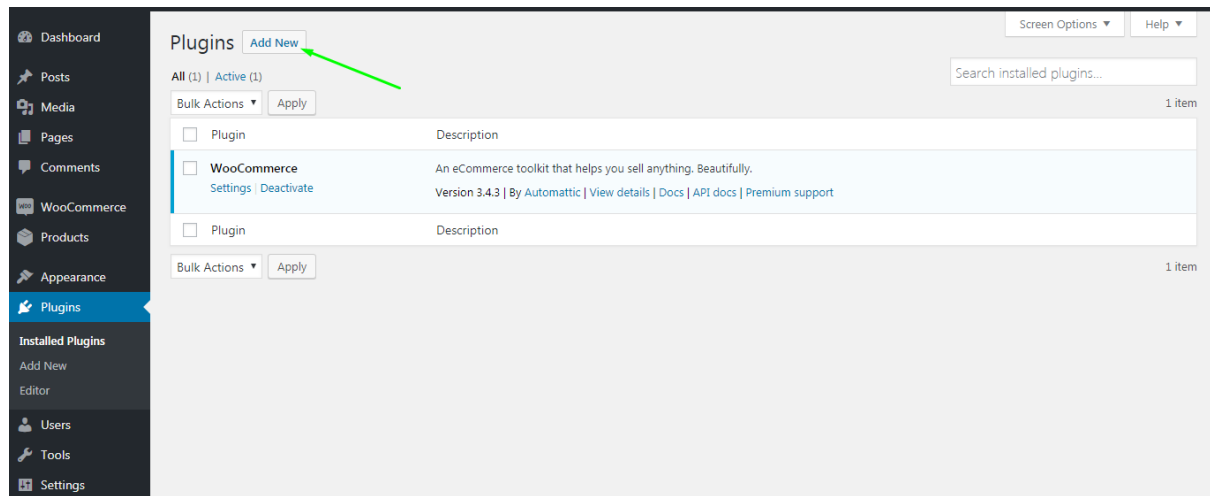 Screen Options ▼ Help ▼
Dashboard
Posts
Media
Pages
Comments
WOO WooCommerce
Products
Appearance
Plugins
Installed Plugins
Add New
Editor
Users
Tools
Settings
Plugins Add New
All (1) | Active (1)
Search installed plugins...
Bulk Actions ▼ Apply 1 item
Plugin Description
WooCommerce An eCommerce toolkit that helps you sell anything. Beautifully.
Settings | Deactivate Version 3.4.3 | By Automattic | View details | Docs | API docs | Premium support
Plugin Description
Bulk Actions ▼ Apply 1 item